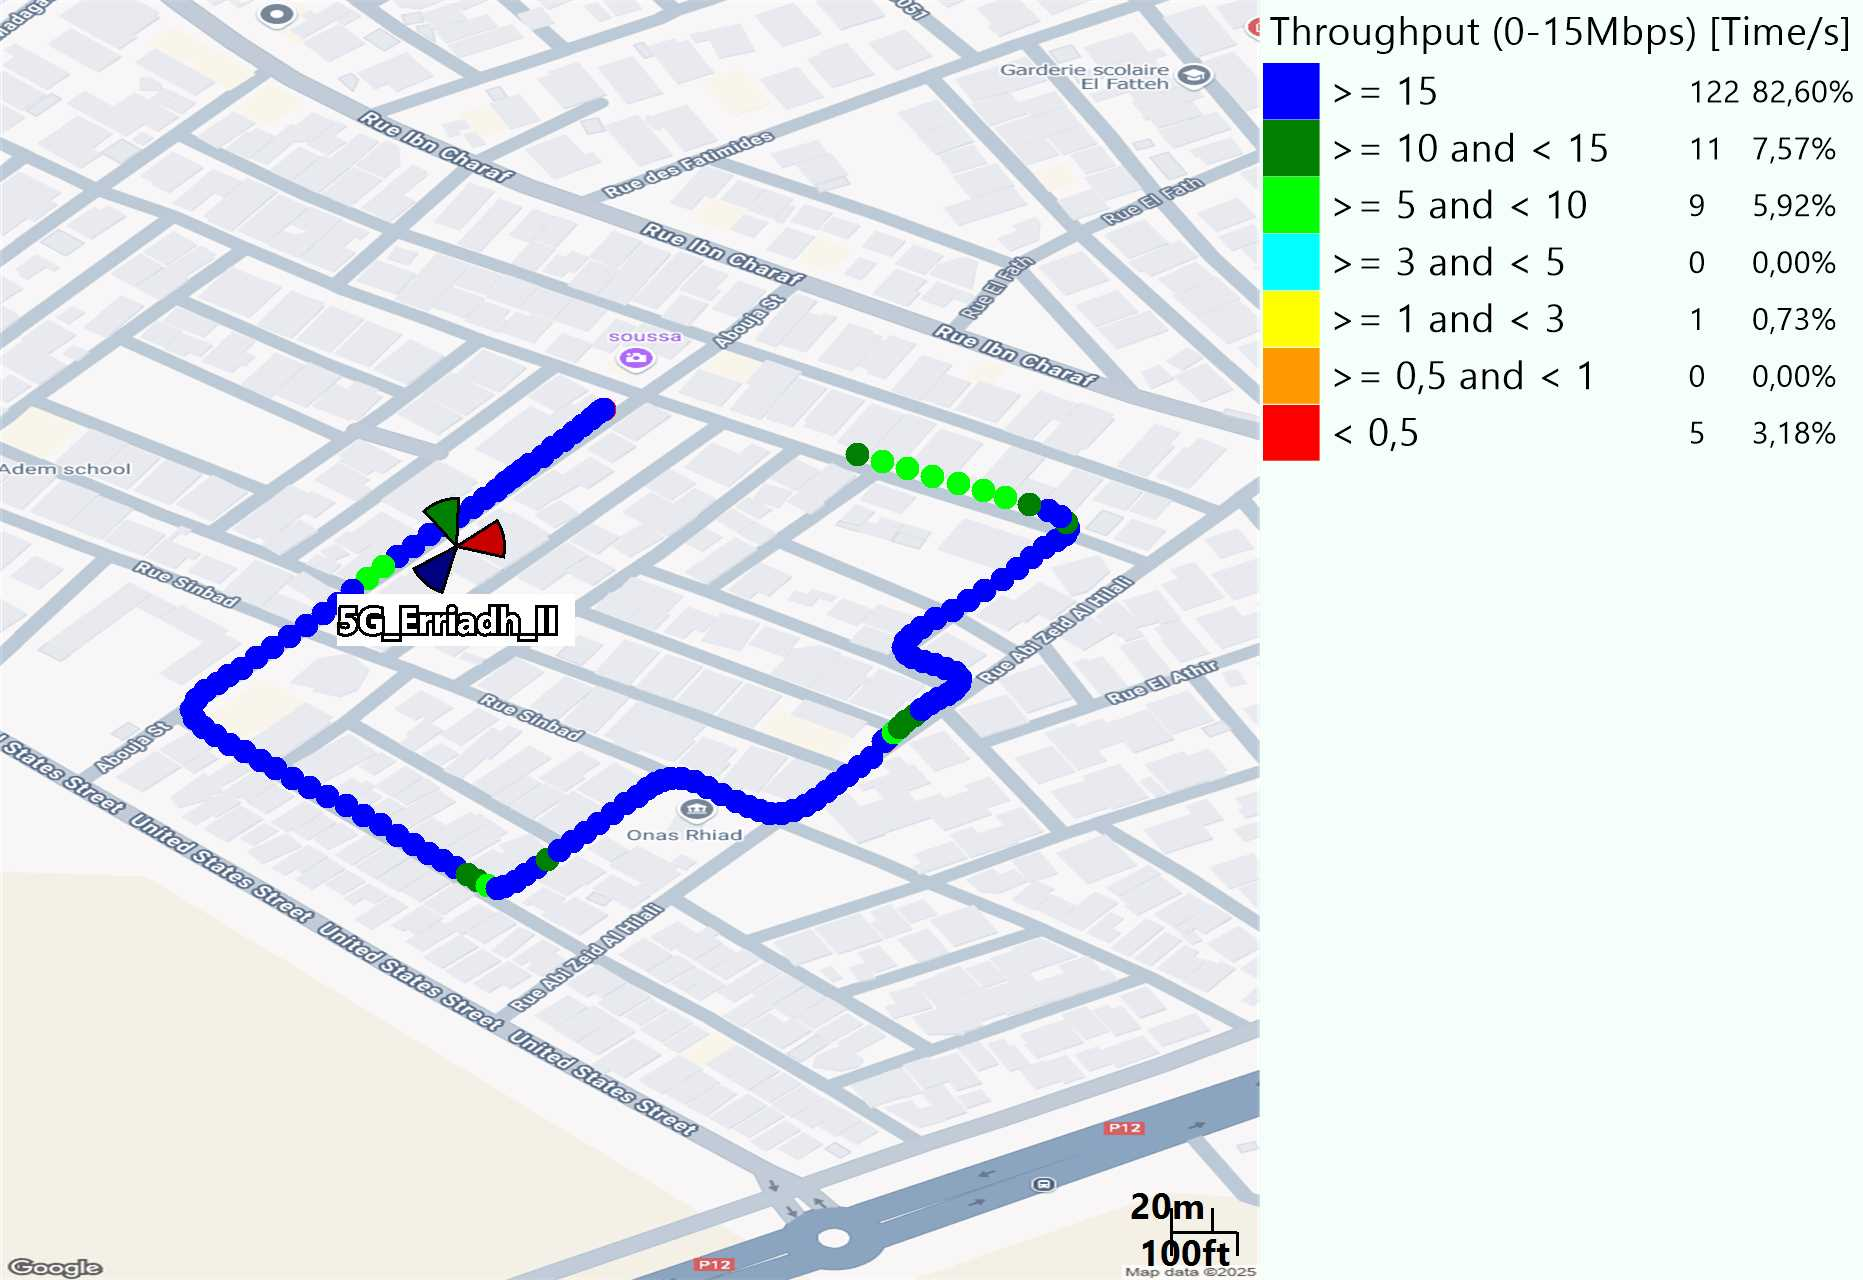 Throughput (0-15Mbps) [Time/s]
>= 15 122 82,60%
>= 10 and < 15 11 7,57%
>= 5 and < 10 9 5,92%
>= 3 and < 5 0 0,00%
>= 1 and < 3 1 0,73%
>= 0,5 and < 1 0 0,00%
< 0,5 5 3,18%
Garderie scolaire
El Fatteh
Rue Ibn Charaf
Rue des Fatimides
Rue El Fath
Rue Ibn Charaf
Rue El Fath
Abouja St
soussa
Rue Ibn Charaf
Adem school
Rue Sinbad
5G_Erriadh_II
Rue Abi Zeid Al Hilali
Rue El Athir
Rue Sinbad
Abouja St
States Street
United States Street
Onas Rhiad
United States Street
Rue Abi Zeid Al Hilali
United States Street
P12
20m
100ft
P12
Google
Map data ©2025